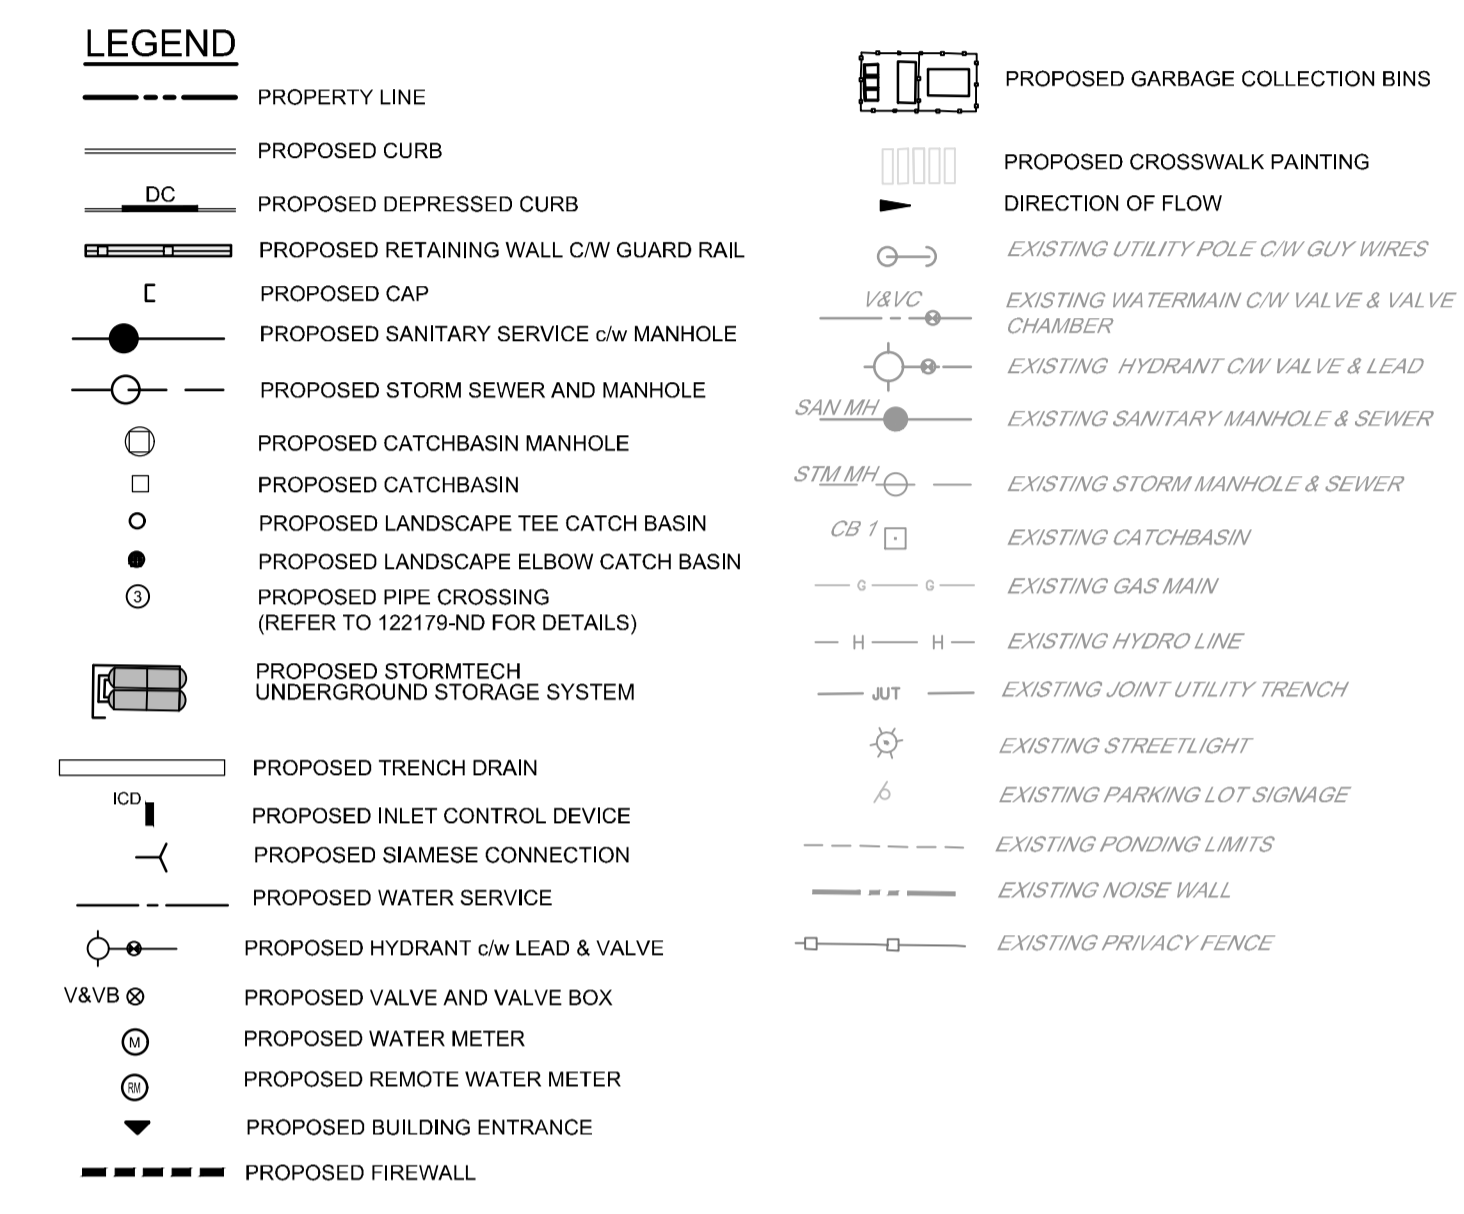 LEGEND
PROPERTY LINE
PROPOSED CURB
DC
PROPOSED DEPRESSED CURB
PROPOSED RETAINING WALL C/W GUARD RAIL
PROPOSED CAP
PROPOSED SANITARY SERVICE c/w MANHOLE
PROPOSED STORM SEWER AND MANHOLE
PROPOSED CATCHBASIN MANHOLE
PROPOSED CATCHBASIN
PROPOSED LANDSCAPE TEE CATCH BASIN
PROPOSED LANDSCAPE ELBOW CATCH BASIN
3 PROPOSED PIPE CROSSING
(REFER TO 122179-ND FOR DETAILS)
PROPOSED STORMTECH
UNDERGROUND STORAGE SYSTEM
PROPOSED TRENCH DRAIN
ICD
PROPOSED INLET CONTROL DEVICE
PROPOSED SIAMESE CONNECTION
PROPOSED WATER SERVICE
PROPOSED HYDRANT c/w LEAD & VALVE
V&VB PROPOSED VALVE AND VALVE BOX
M PROPOSED WATER METER
RM PROPOSED REMOTE WATER METER
PROPOSED BUILDING ENTRANCE
PROPOSED FIREWALL
PROPOSED GARBAGE COLLECTION BINS
PROPOSED CROSSWALK PAINTING
DIRECTION OF FLOW
EXISTING UTILITY POLE C/W GUY WIRES
V&VC EXISTING WATERMAIN C/W VALVE & VALVE
CHAMBER
EXISTING HYDRANT C/W VALVE & LEAD
SAN MH EXISTING SANITARY MANHOLE & SEWER
STM MH EXISTING STORM MANHOLE & SEWER
CB 1 EXISTING CATCHBASIN
G G EXISTING GAS MAIN
H H EXISTING HYDRO LINE
JUT EXISTING JOINT UTILITY TRENCH
EXISTING STREETLIGHT
EXISTING PARKING LOT SIGNAGE
EXISTING PONDING LIMITS
EXISTING NOISE WALL
EXISTING PRIVACY FENCE